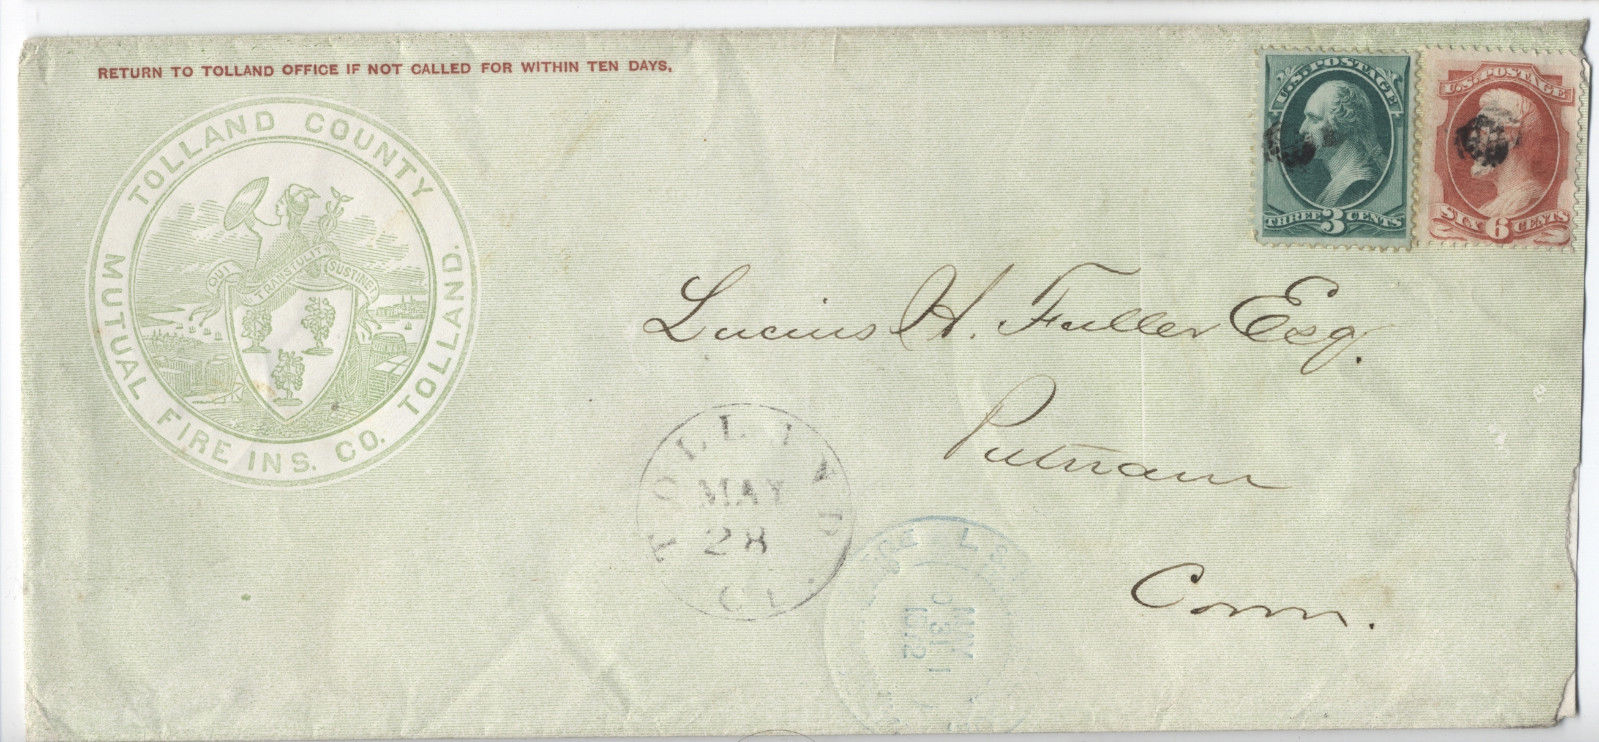 RETURN TO TOLLAND OFFICE IF NOT CALLED FOR WITHIN TEN DAYS.
TOLLAND COUNTY
MUTUAL FIRE INS. CO. TOLLAND.
QUI TRANSTULIT SUSTINET
U.S. POSTAGE
THREE 3 CENTS
U.S. POSTAGE
SIX 6 CENTS
Lucius H. Fuller Esq.
Putnam
Conn.
TOLLAND
MAY
28
CT.
MAY
31